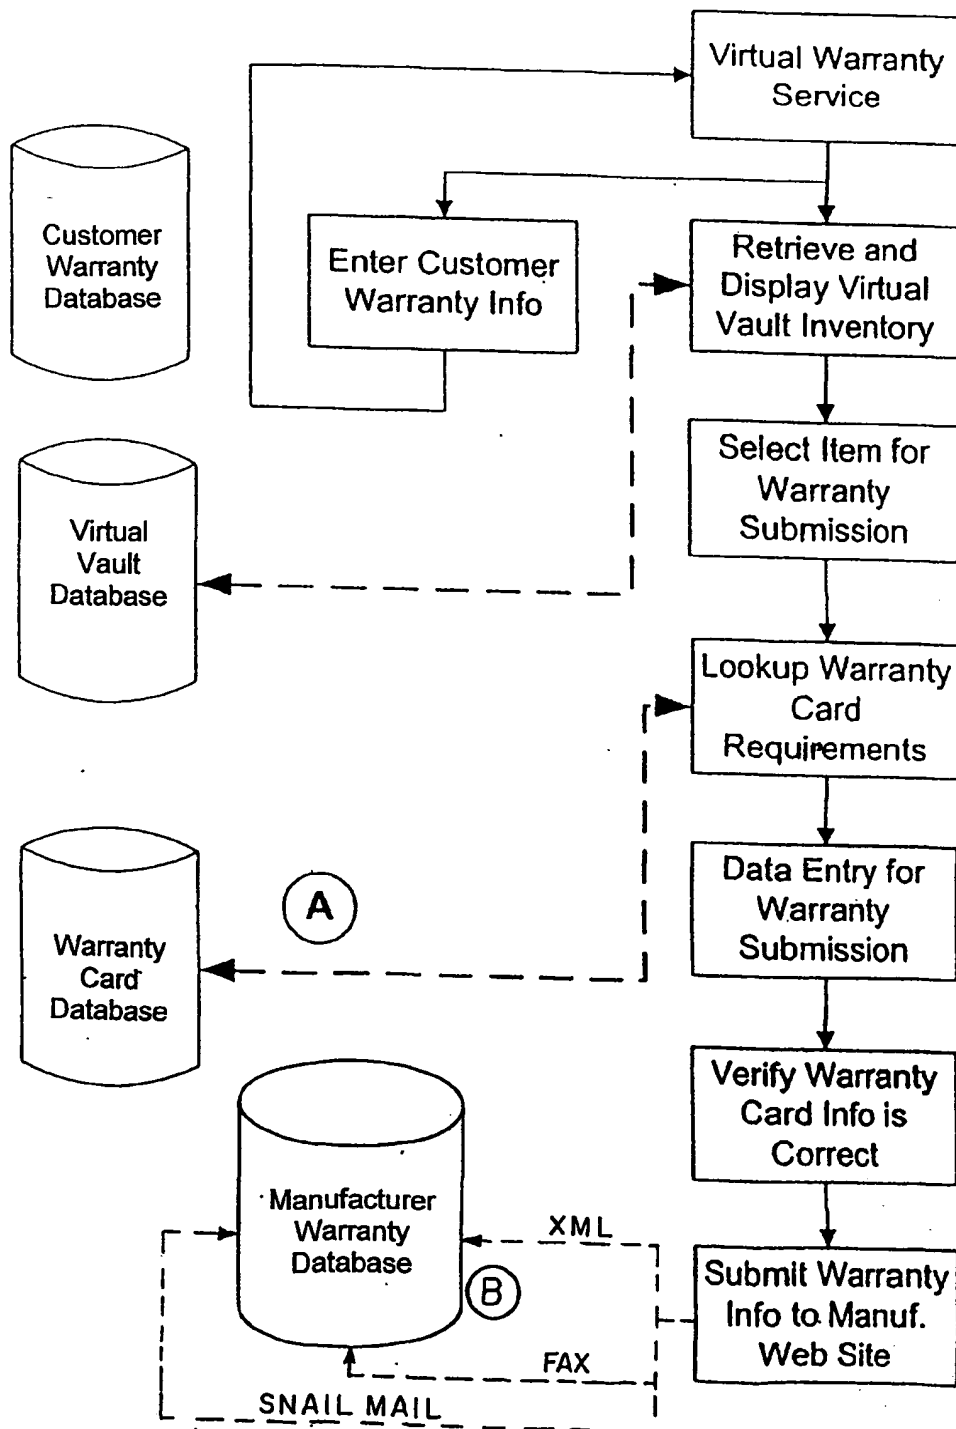 Virtual Warranty
Service
Customer
Warranty
Database
Enter Customer
Warranty Info
Retrieve and
Display Virtual
Vault Inventory
Select Item for
Warranty
Submission
Virtual
Vault
Database
Lookup Warranty
Card
Requirements
Data Entry for
Warranty
Submission
A
Warranty
Card
Database
Verify Warranty
Card Info is
Correct
Manufacturer
Warranty
Database
B
XML
Submit Warranty
Info to Manuf.
Web Site
FAX
SNAIL MAIL